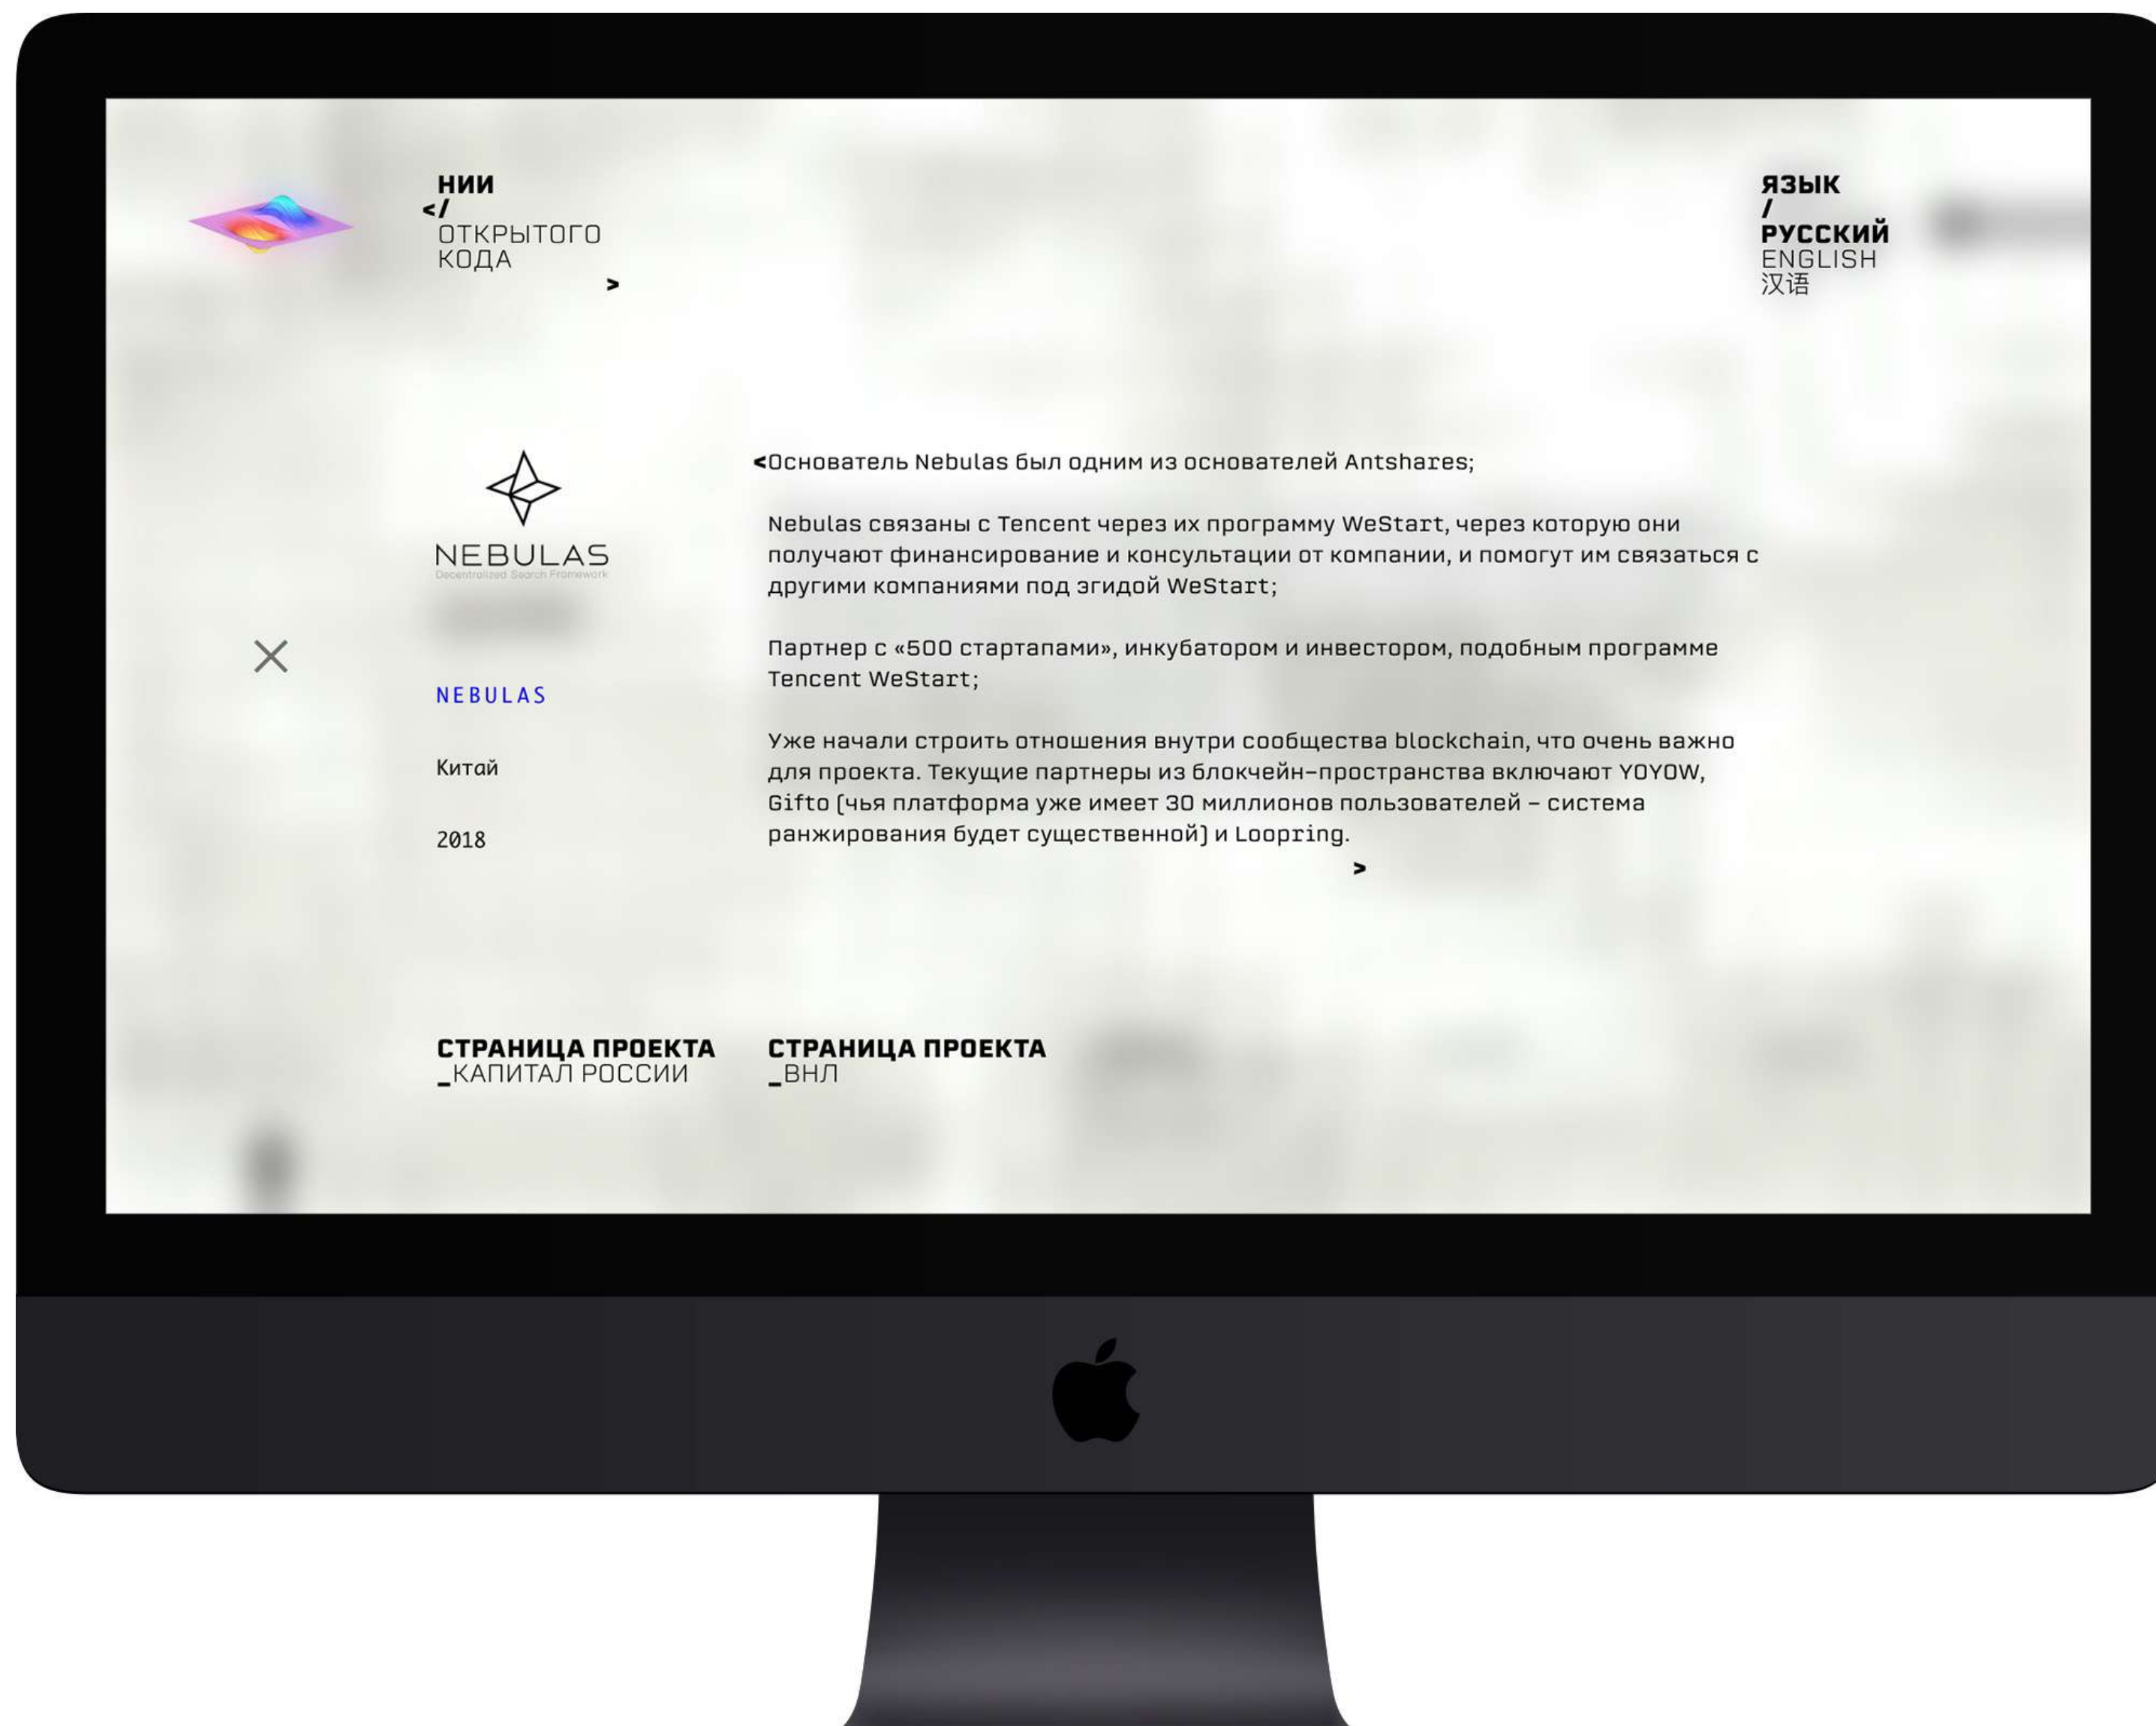 НИИ
</
ОТКРЫТОГО
КОДА
>
ЯЗЫК
/
РУССКИЙ
ENGLISH
汉语
NEBULAS
Decentralized Search Framework
NEBULAS
Китай
2018
<Основатель Nebulas был одним из основателей Antshares;
Nebulas связаны с Tencent через их программу WeStart, через которую они
получают финансирование и консультации от компании, и помогут им связаться с
другими компаниями под эгидой WeStart;
Партнер с «500 стартапами», инкубатором и инвестором, подобным программе
Tencent WeStart;
Уже начали строить отношения внутри сообщества blockchain, что очень важно
для проекта. Текущие партнеры из блокчейн-пространства включают YOYOW,
Gifto (чья платформа уже имеет 30 миллионов пользователей – система
ранжирования будет существенной) и Loopring.
>
СТРАНИЦА ПРОЕКТА
_КАПИТАЛ РОССИИ
СТРАНИЦА ПРОЕКТА
_ВНЛ